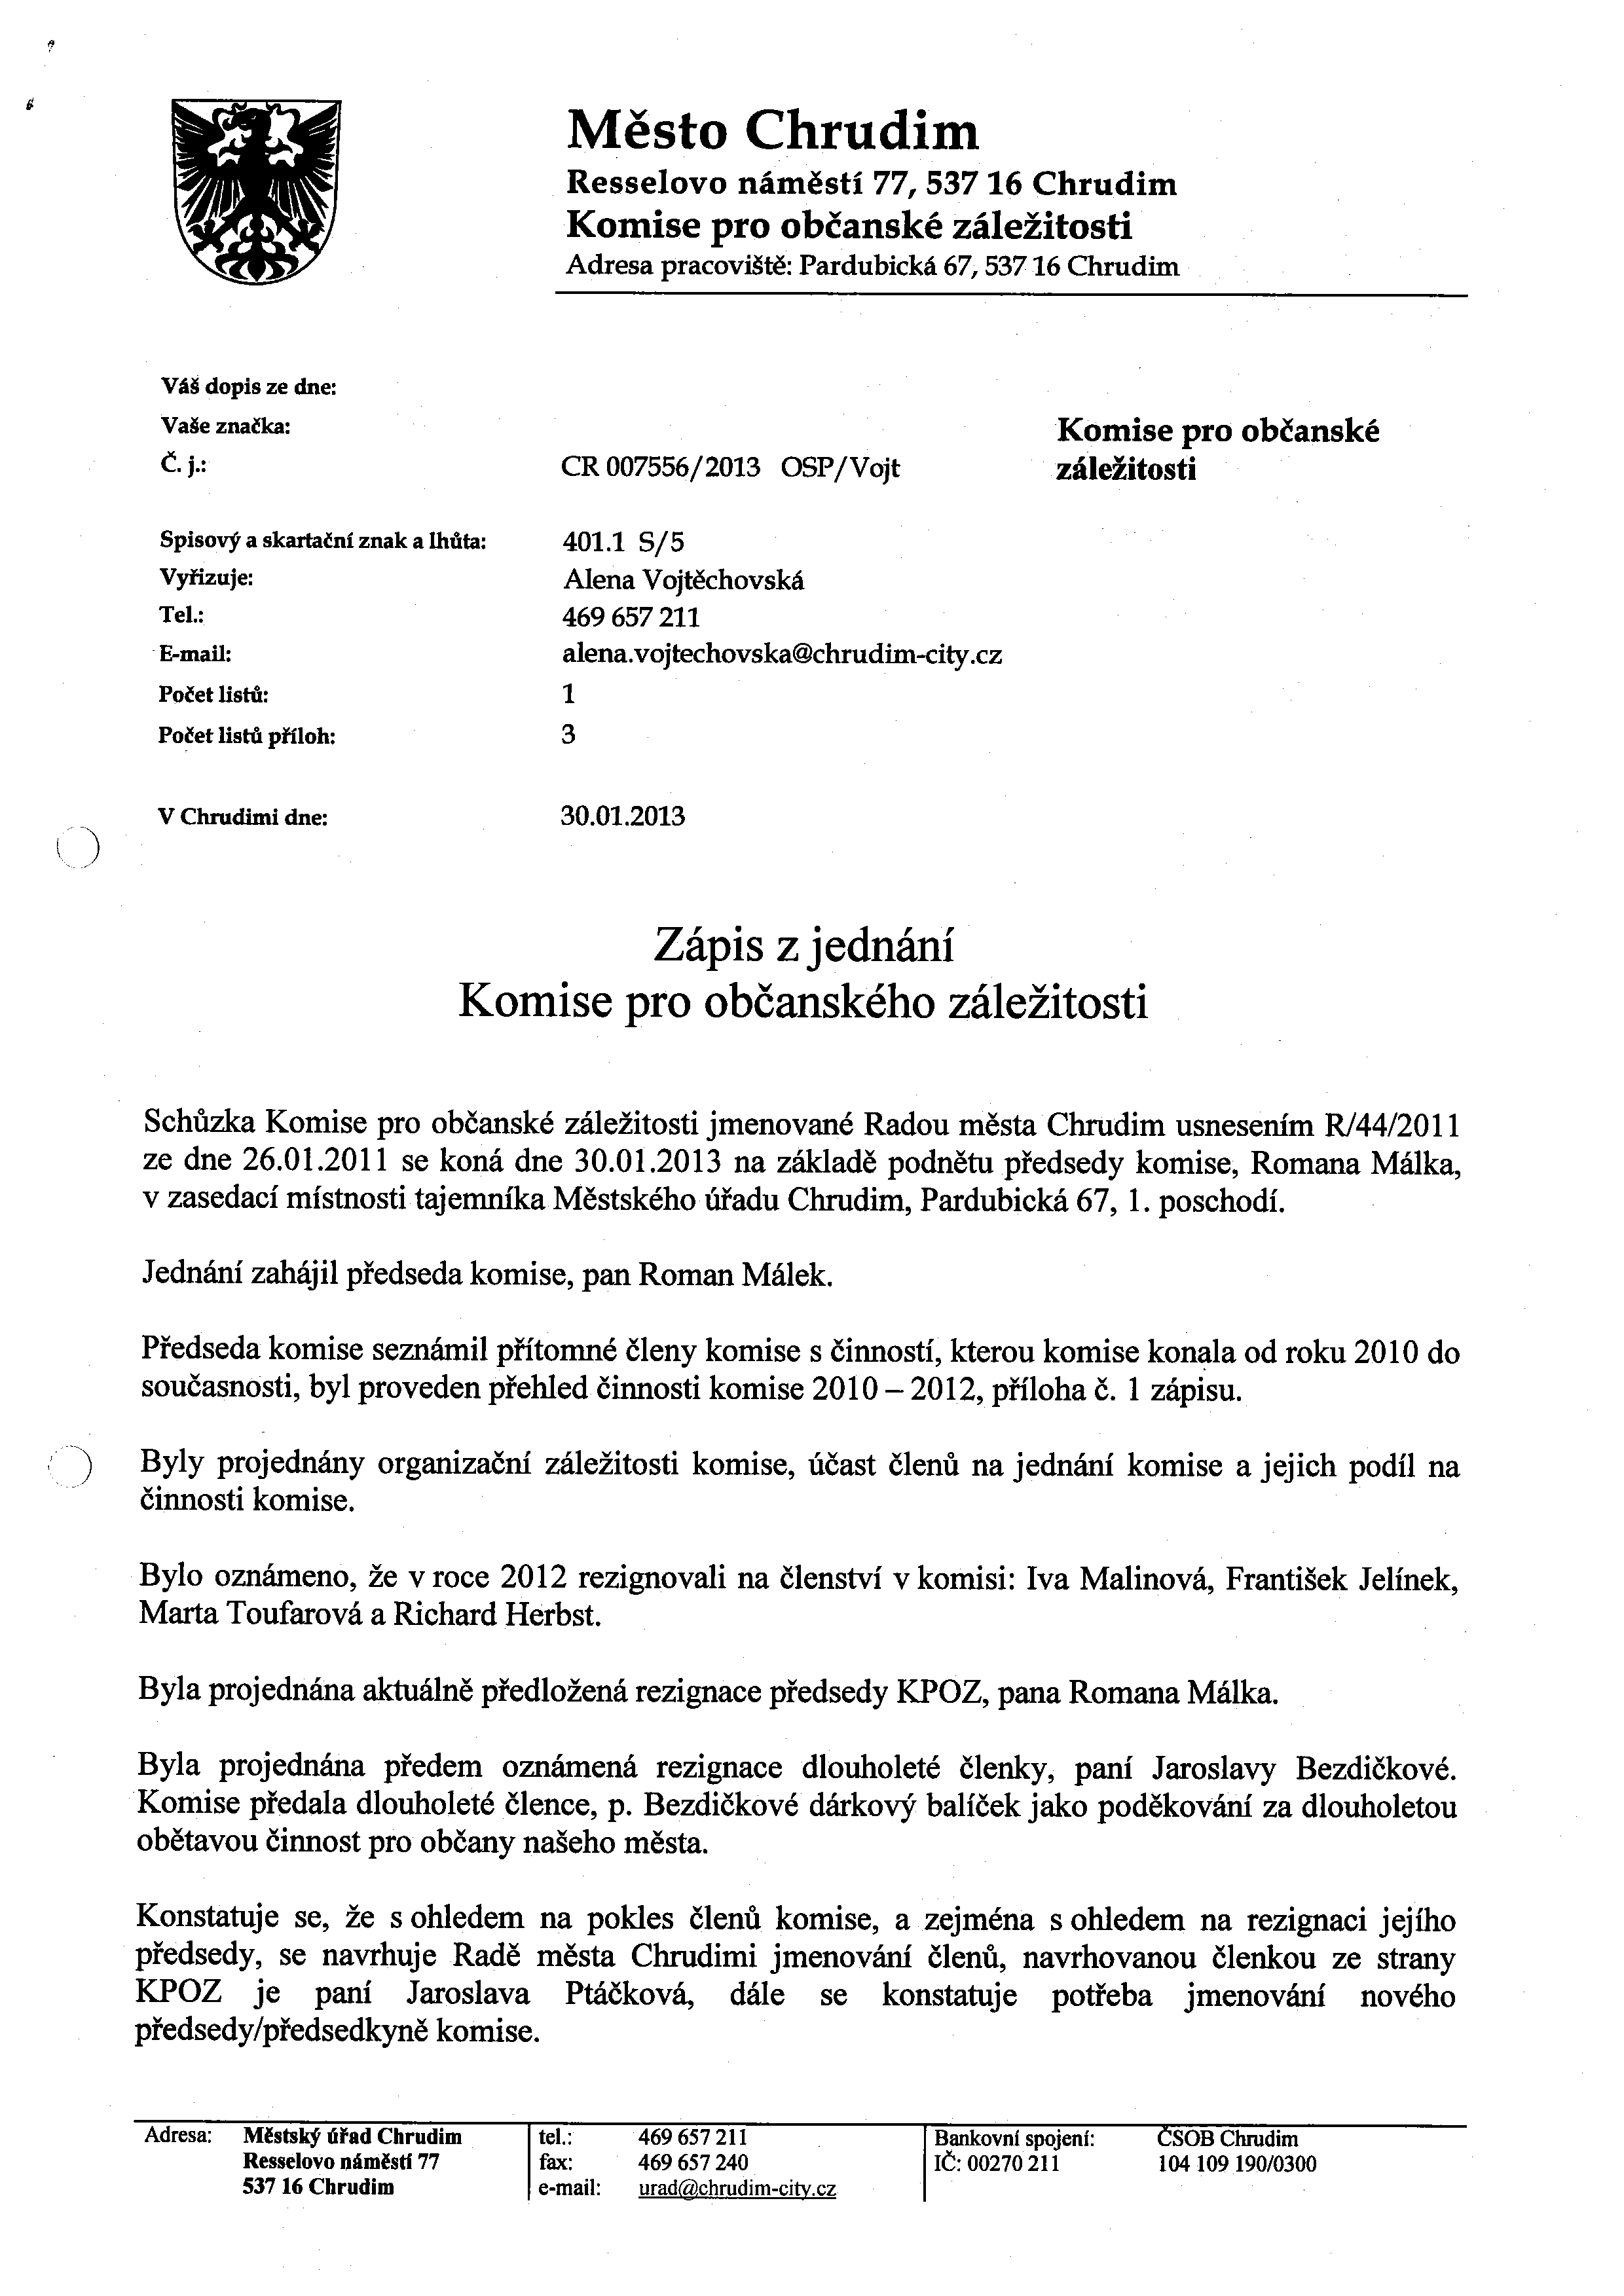 Město Chrudim
Resselovo náměstí 77, 537 16 Chrudim
Komise pro občanské záležitosti
Adresa pracoviště: Pardubická 67, 537 16 Chrudim
Váš dopis ze dne:
Vaše značka:
Č. j.: CR 007556/2013 OSP/Vojt
Komise pro občanské
záležitosti
Spisový a skartační znak a lhůta: 401.1 S/5
Vyřizuje: Alena Vojtěchovská
Tel.: 469 657 211
E-mail: alena.vojtechovska@chrudim-city.cz
Počet listů: 1
Počet listů příloh: 3
V Chrudimi dne: 30.01.2013
Zápis z jednání
Komise pro občanského záležitosti
Schůzka Komise pro občanské záležitosti jmenované Radou města Chrudim usnesením R/44/2011
ze dne 26.01.2011 se koná dne 30.01.2013 na základě podnětu předsedy komise, Romana Málka,
v zasedací místnosti tajemníka Městského úřadu Chrudim, Pardubická 67, 1. poschodí.
Jednání zahájil předseda komise, pan Roman Málek.
Předseda komise seznámil přítomné členy komise s činností, kterou komise konala od roku 2010 do
současnosti, byl proveden přehled činnosti komise 2010 – 2012, příloha č. 1 zápisu.
Byly projednány organizační záležitosti komise, účast členů na jednání komise a jejich podíl na
činnosti komise.
Bylo oznámeno, že v roce 2012 rezignovali na členství v komisi: Iva Malinová, František Jelínek,
Marta Toufarová a Richard Herbst.
Byla projednána aktuálně předložená rezignace předsedy KPOZ, pana Romana Málka.
Byla projednána předem oznámená rezignace dlouholeté členky, paní Jaroslavy Bezdičkové.
Komise předala dlouholeté člence, p. Bezdičkové dárkový balíček jako poděkování za dlouholetou
obětavou činnost pro občany našeho města.
Konstatuje se, že s ohledem na pokles členů komise, a zejména s ohledem na rezignaci jejího
předsedy, se navrhuje Radě města Chrudimi jmenování členů, navrhovanou členkou ze strany
KPOZ je paní Jaroslava Ptáčková, dále se konstatuje potřeba jmenování nového
předsedy/předsedkyně komise.
Adresa: Městský úřad Chrudim
Resselovo náměstí 77
537 16 Chrudim
tel.: 469 657 211
fax: 469 657 240
e-mail: urad@chrudim-city.cz
Bankovní spojení: ČSOB Chrudim
IČ: 00270 211 104 109 190/0300